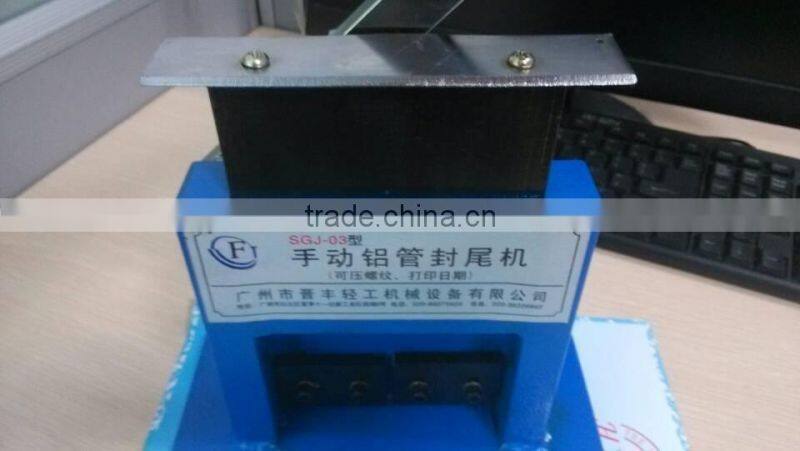 trade.china.cn
SGJ-03型
手动铝管封尾机
(可压螺纹、打印日期)
广州市晋丰轻工机械设备有限公司